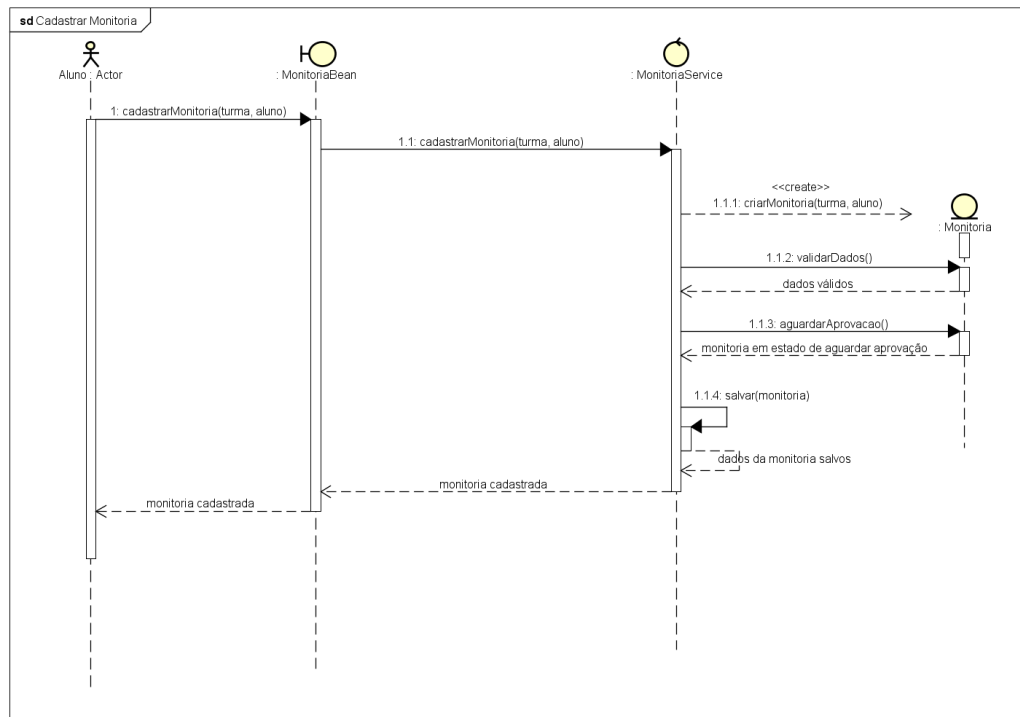 sd Cadastrar Monitoria
Aluno : Actor
: MonitoriaBean
: MonitoriaService
1: cadastrarMonitoria(turma, aluno)
1.1: cadastrarMonitoria(turma, aluno)
<<create>>
1.1.1: criarMonitoria(turma, aluno)
: Monitoria
1.1.2: validarDados()
dados válidos
1.1.3: aguardarAprovacao()
monitoria em estado de aguardar aprovação
1.1.4: salvar(monitoria)
dados da monitoria salvos
monitoria cadastrada
monitoria cadastrada